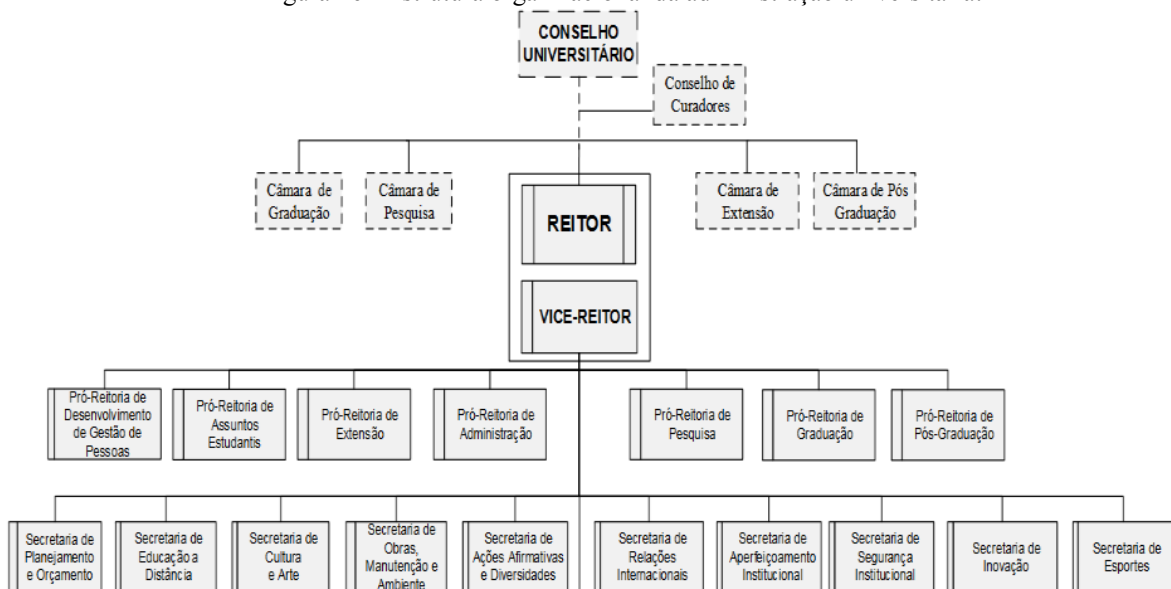 CONSELHO
UNIVERSITÁRIO
Conselho de
Curadores
Câmara de
Graduação
Câmara de
Pesquisa
Câmara de
Extensão
Câmara de Pós
Graduação
REITOR
VICE-REITOR
Pró-Reitoria de
Desenvolvimento
de Gestão de
Pessoas
Pró-Reitoria de
Assuntos
Estudantis
Pró-Reitoria de
Extensão
Pró-Reitoria de
Administração
Pró-Reitoria de
Pesquisa
Pró-Reitoria de
Graduação
Pró-Reitoria de
Pós-Graduação
Secretaria de
Planejamento
e Orçamento
Secretaria de
Educação a
Distância
Secretaria de
Cultura
e Arte
Secretaria de
Obras,
Manutenção e
Ambiente
Secretaria de
Ações Afirmativas
e Diversidades
Secretaria de
Relações
Internacionais
Secretaria de
Aperfeiçoamento
Institucional
Secretaria de
Segurança
Institucional
Secretaria de
Inovação
Secretaria de
Esportes